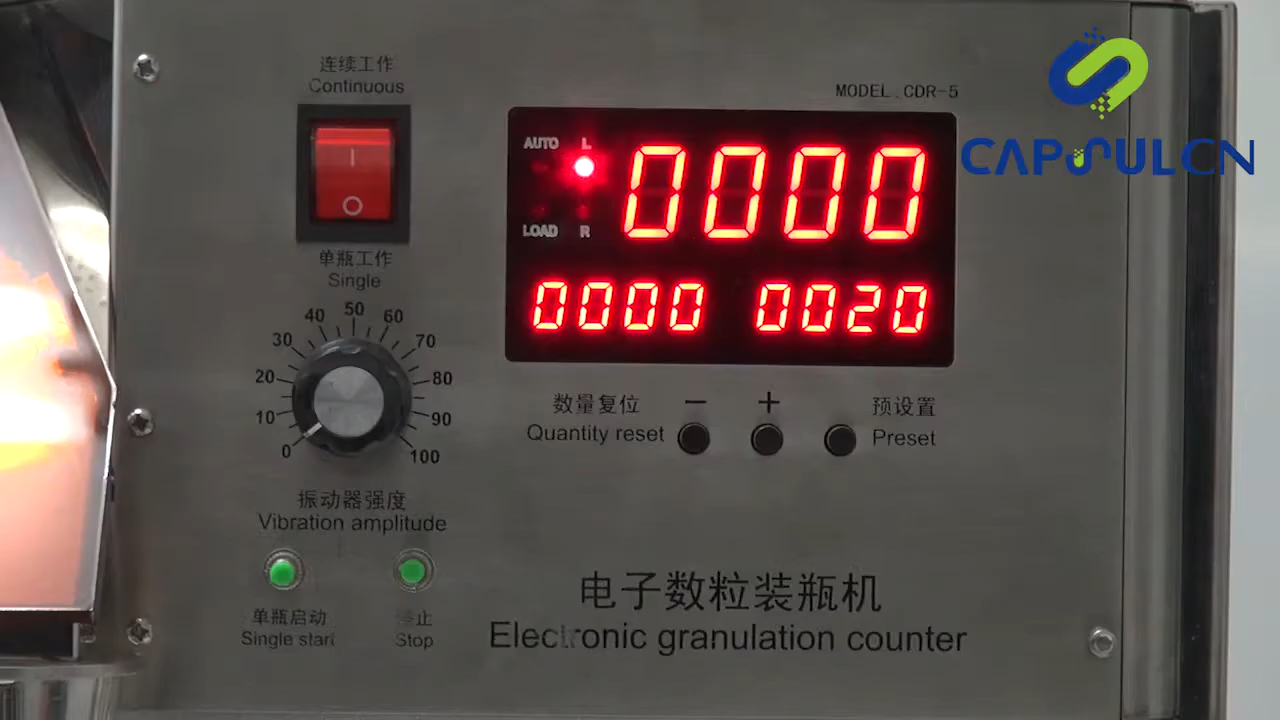 连续工作
Continuous
MODEL.CDR-5
CAPSULCN
AUTO L
0000
LOAD R
0000 0020
单瓶工作
Single
0 10 20 30 40 50 60 70 80 90 100
数量复位 − + 预设置
Quantity reset Preset
振动器强度
Vibration amplitude
单瓶启动 停止
Single start Stop
电子数粒装瓶机
Electronic granulation counter